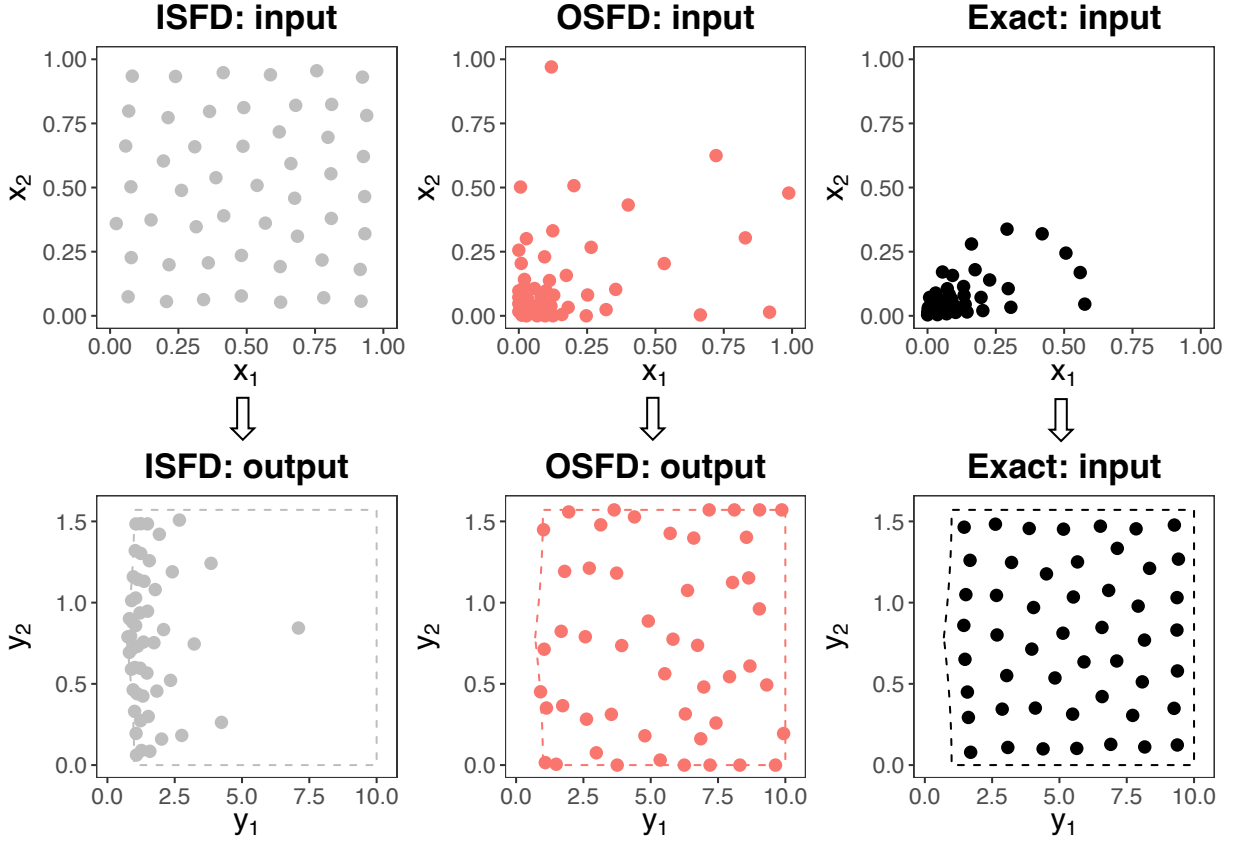 ISFD: input
OSFD: input
Exact: input
1.00
0.75
0.50
0.25
0.00
x2
0.00 0.25 0.50 0.75 1.00
x1
1.00
0.75
0.50
0.25
0.00
x2
0.00 0.25 0.50 0.75 1.00
x1
1.00
0.75
0.50
0.25
0.00
x2
0.00 0.25 0.50 0.75 1.00
x1
ISFD: output
OSFD: output
Exact: input
1.5
1.0
0.5
0.0
y2
0.0 2.5 5.0 7.5 10.0
y1
1.5
1.0
0.5
0.0
y2
0.0 2.5 5.0 7.5 10.0
y1
1.5
1.0
0.5
0.0
y2
0.0 2.5 5.0 7.5 10.0
y1